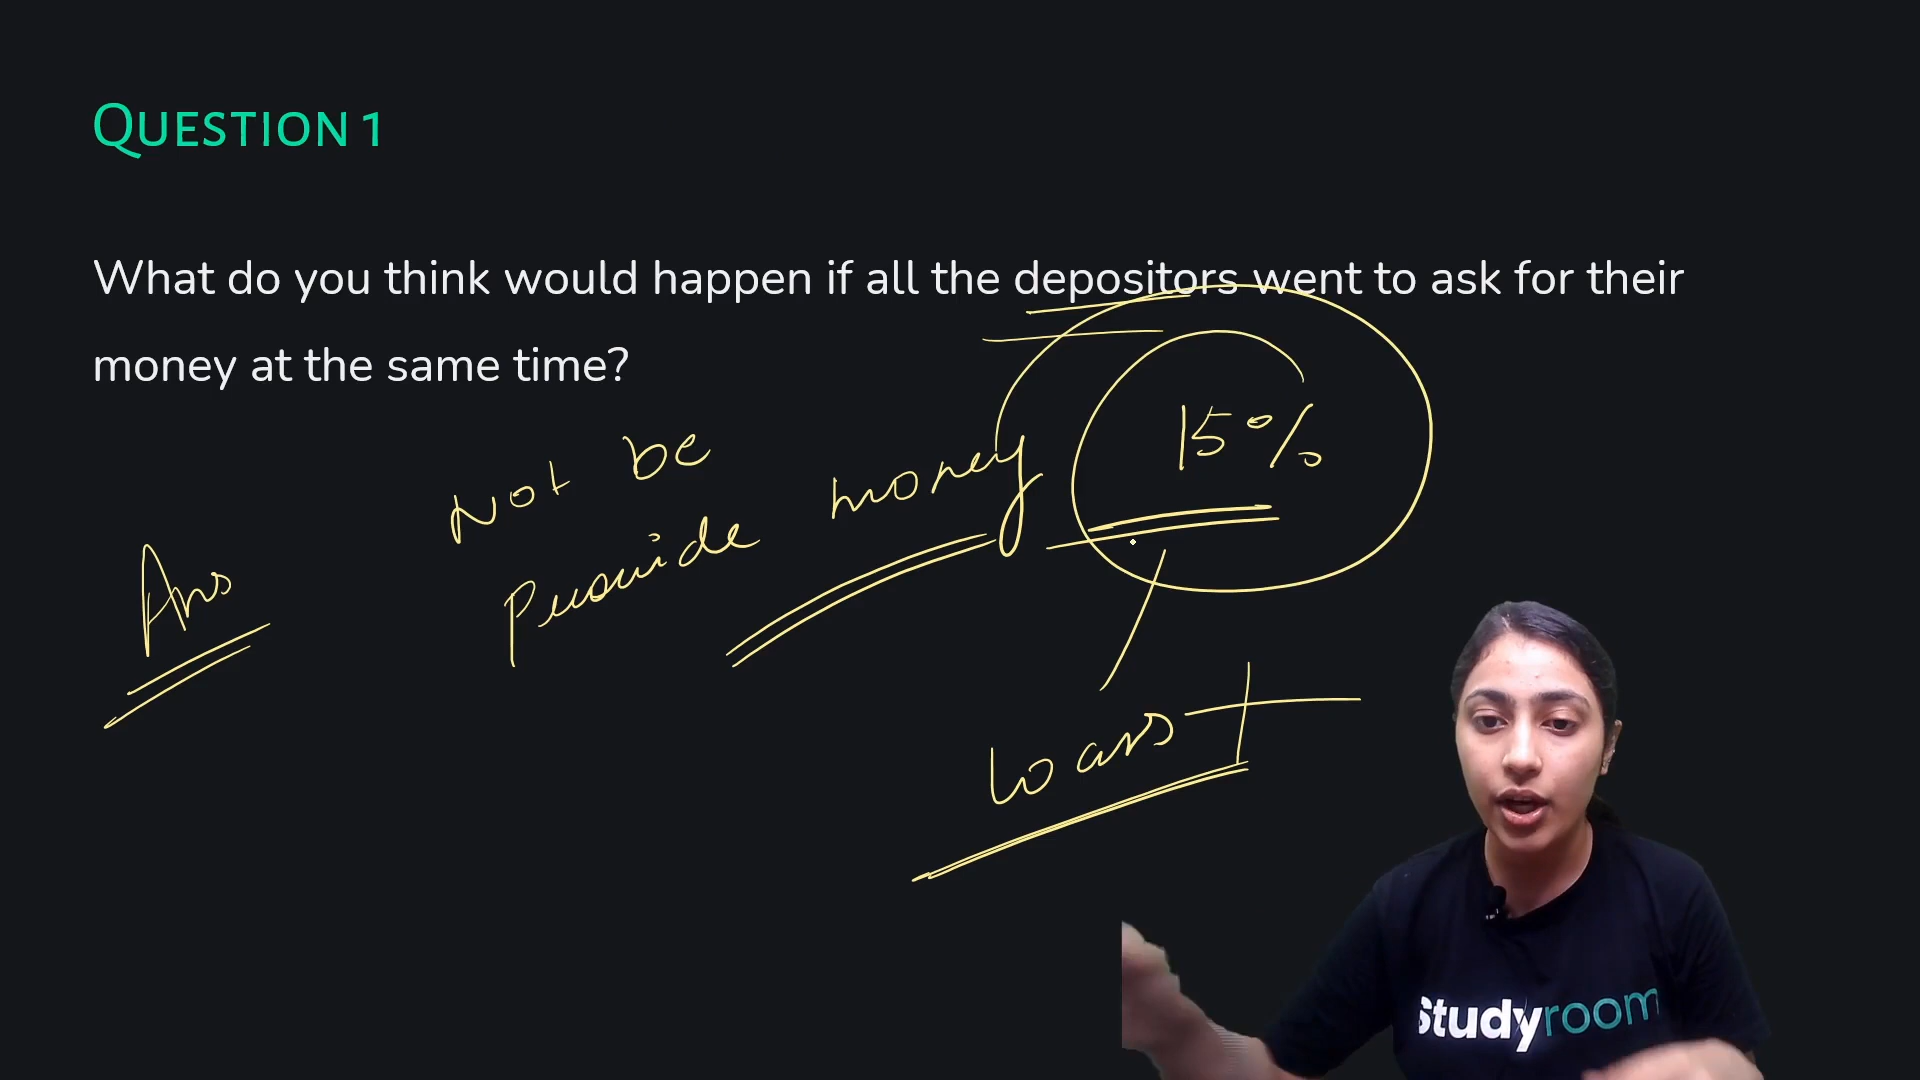 QUESTION 1
What do you think would happen if all the depositors went to ask for their
money at the same time?
15%
Not be
Provide money
Ans
loans
Studyroom